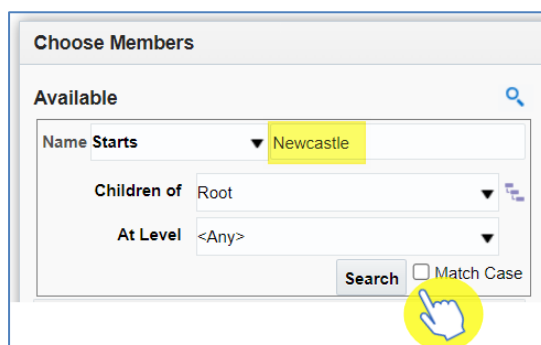 Choose Members
Available
Name Starts Newcastle
Children of Root
At Level <Any>
Search Match Case